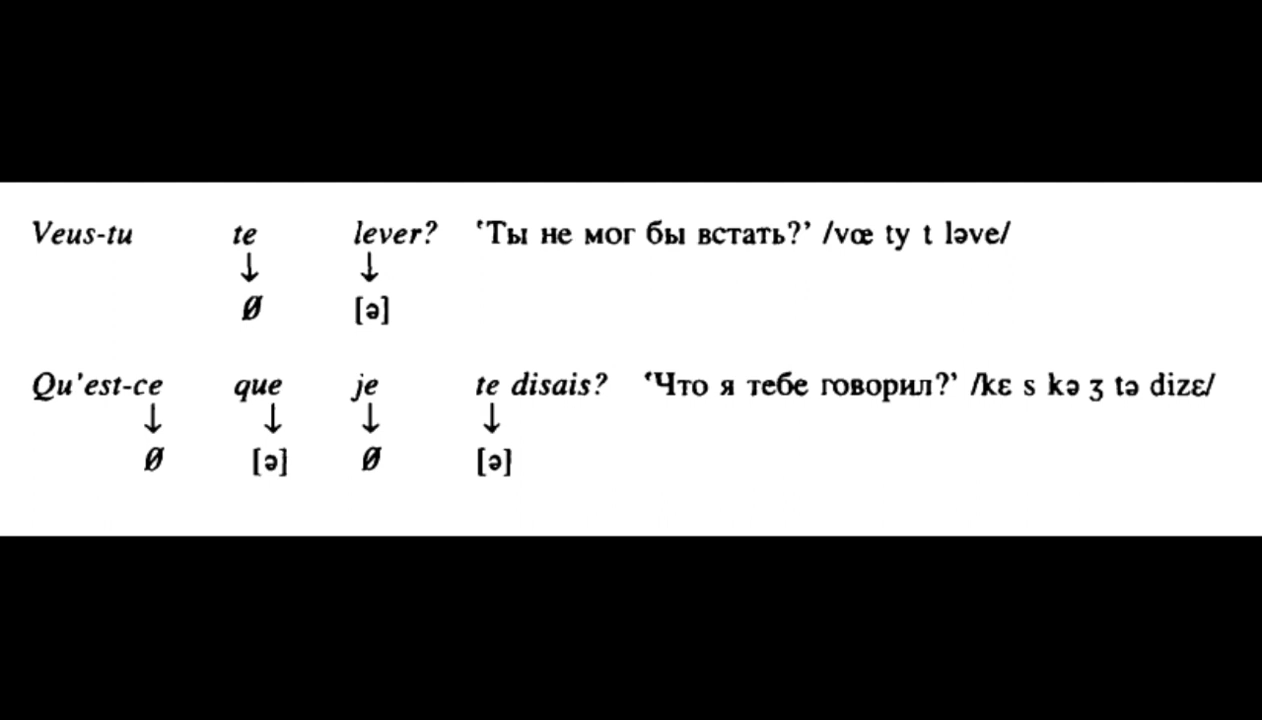 Veus-tu te lever? ‘Ты не мог бы встать?’ /vœ ty t ləve/
↓ ↓
Ø [ə]
Qu’est-ce que je te disais? ‘Что я тебе говорил?’ /kɛ s kə ʒ tə dizɛ/
↓ ↓ ↓ ↓
Ø [ə] Ø [ə]